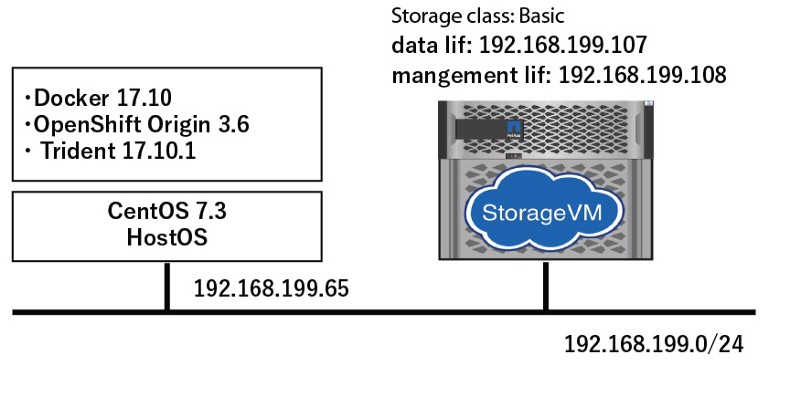 Storage class: Basic
data lif: 192.168.199.107
mangement lif: 192.168.199.108
・Docker 17.10
・OpenShift Origin 3.6
・ Trident 17.10.1
CentOS 7.3
HostOS
StorageVM
192.168.199.65
192.168.199.0/24